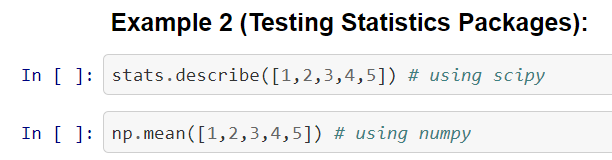 Example 2 (Testing Statistics Packages):
In [ ]: stats.describe([1,2,3,4,5]) # using scipy
In [ ]: np.mean([1,2,3,4,5]) # using numpy